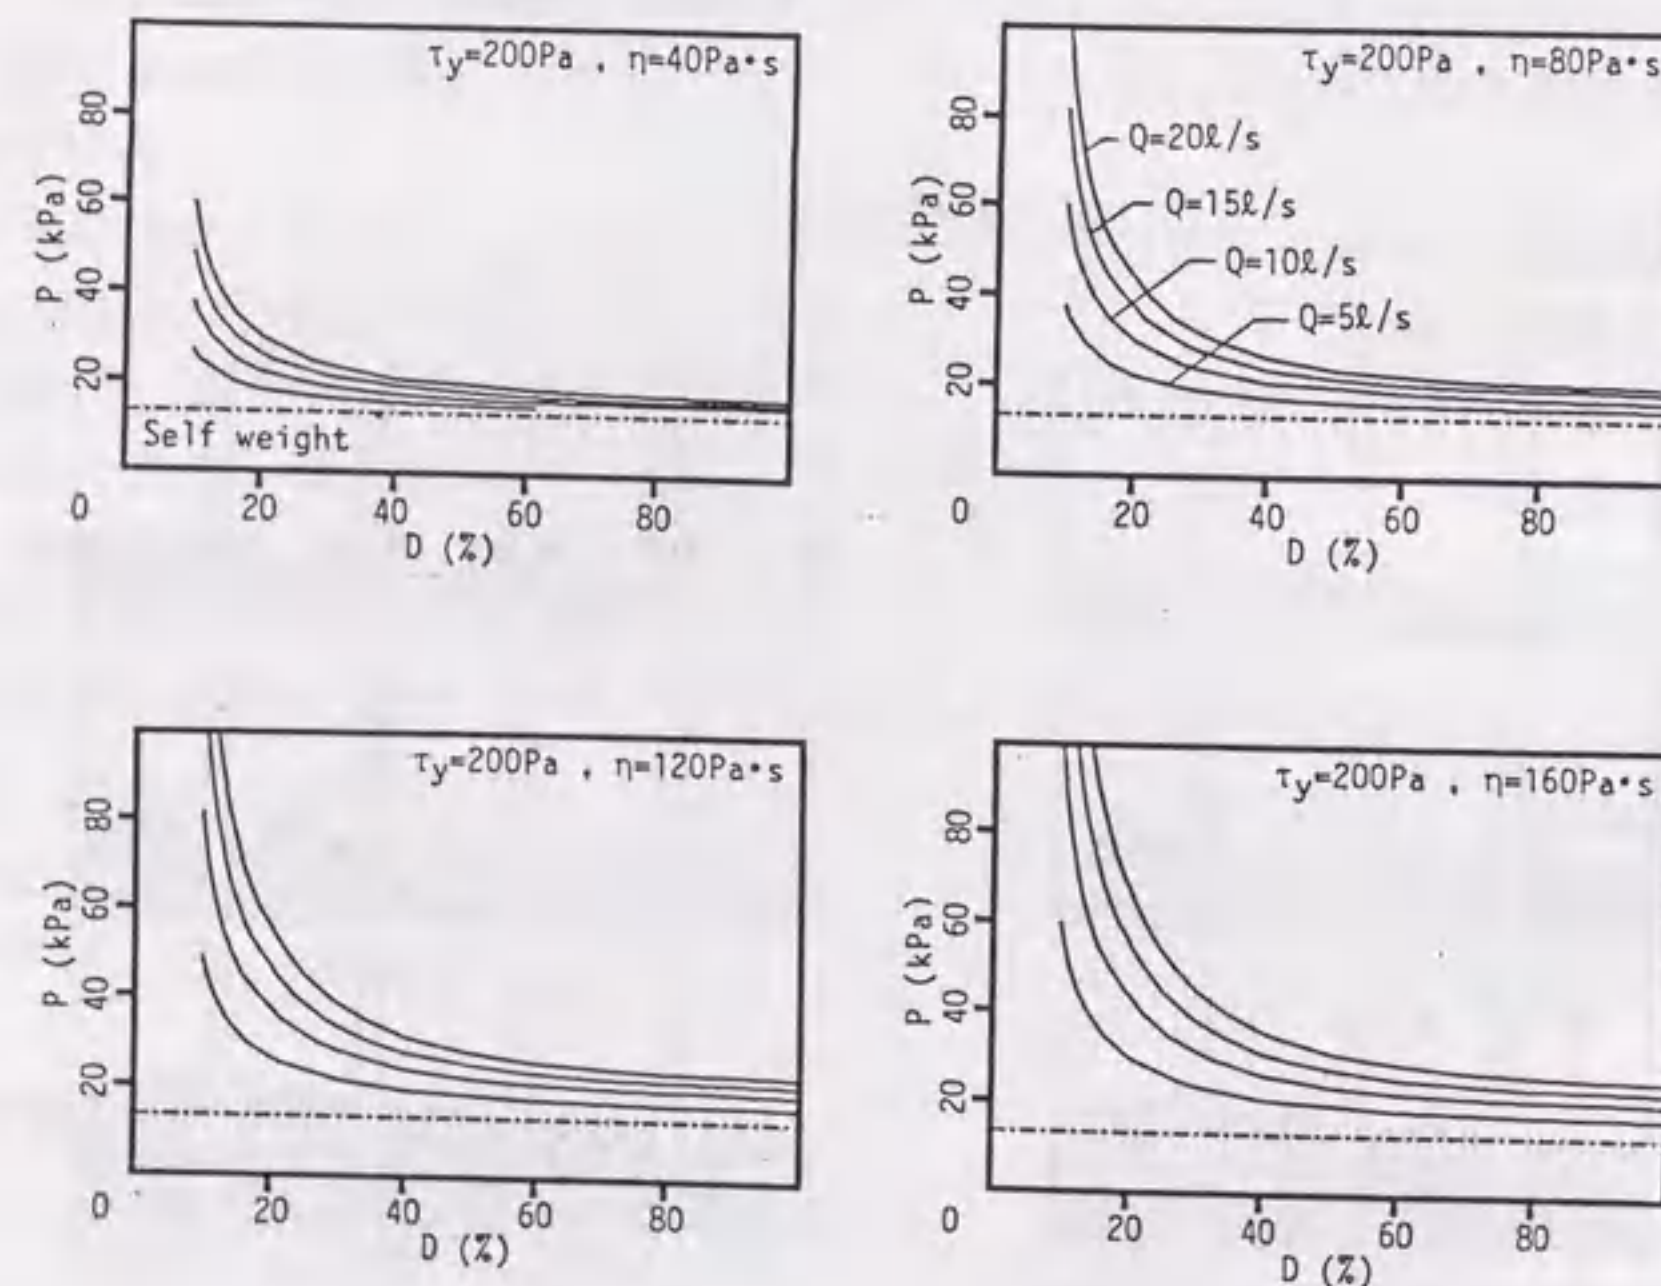 τy=200Pa , η=40Pa•s
P (kPa)
80
60
40
20
Self weight
0
20
40
60
80
D (%)
τy=200Pa , η=80Pa•s
P (kPa)
80
60
40
20
Q=20ℓ/s
Q=15ℓ/s
Q=10ℓ/s
Q=5ℓ/s
0
20
40
60
80
D (%)
τy=200Pa , η=120Pa•s
P (kPa)
80
60
40
20
0
20
40
60
80
D (%)
τy=200Pa , η=160Pa•s
P (kPa)
80
60
40
20
0
20
40
60
80
D (%)